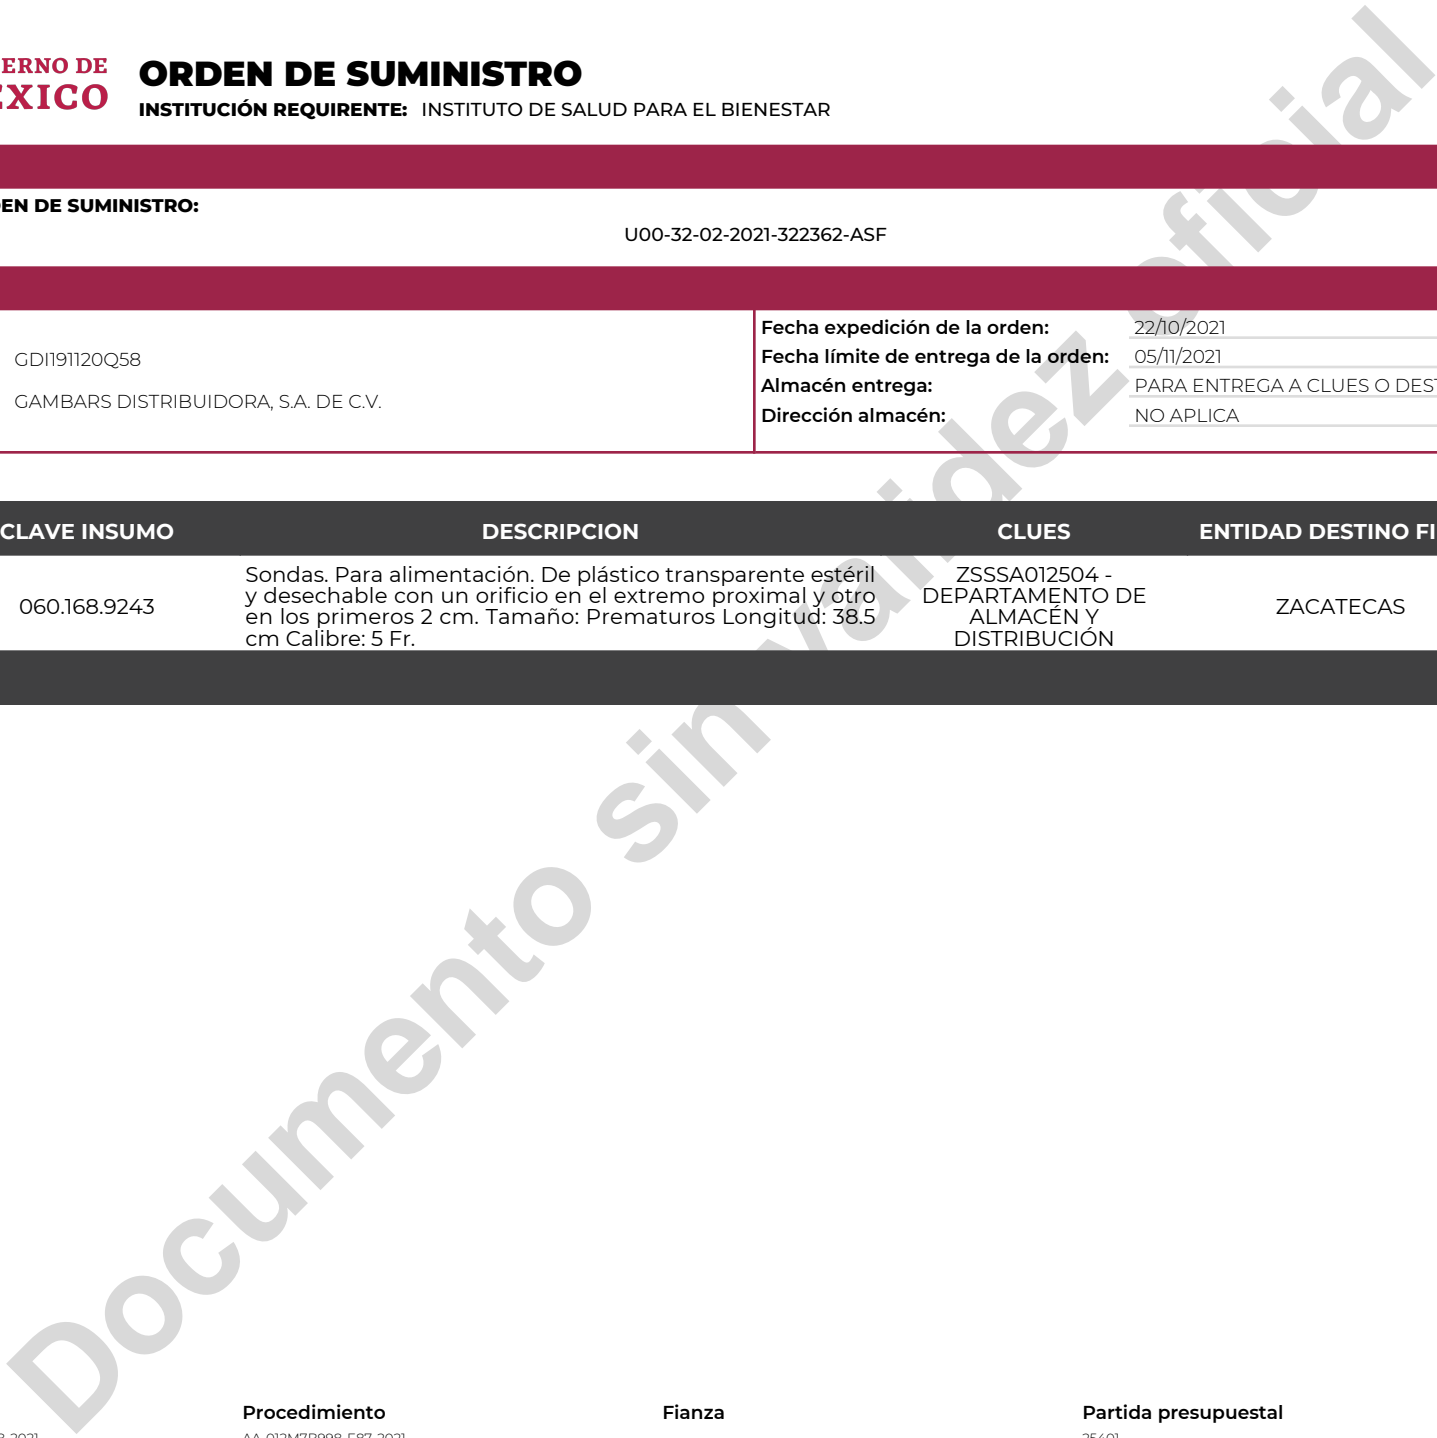 ERNO DE
ORDEN DE SUMINISTRO
INSTITUCIÓN REQUIRENTE: INSTITUTO DE SALUD PARA EL BIENESTAR
EN DE SUMINISTRO:
U00-32-02-2021-322362-ASF
GDI191120Q58
GAMBARS DISTRIBUIDORA, S.A. DE C.V.
Fecha expedición de la orden: 22/10/2021
Fecha límite de entrega de la orden: 05/11/2021
Almacén entrega: PARA ENTREGA A CLUES O DEST
Dirección almacén: NO APLICA
CLAVE INSUMO DESCRIPCION CLUES ENTIDAD DESTINO FI
060.168.9243
Sondas. Para alimentación. De plástico transparente estéril
y desechable con un orificio en el extremo proximal y otro
en los primeros 2 cm. Tamaño: Prematuros Longitud: 38.5
cm Calibre: 5 Fr.
ZSSSA012504 -
DEPARTAMENTO DE
ALMACÉN Y
DISTRIBUCIÓN
ZACATECAS
Documento sin validez oficial
Procedimiento Fianza Partida presupuestal